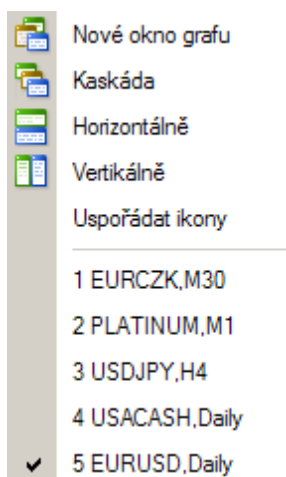 Nové okno grafu
Kaskáda
Horizontálně
Vertikálně
Uspořádat ikony
1 EURCZK,M30
2 PLATINUM,M1
3 USDJPY,H4
4 USACASH,Daily
5 EURUSD,Daily